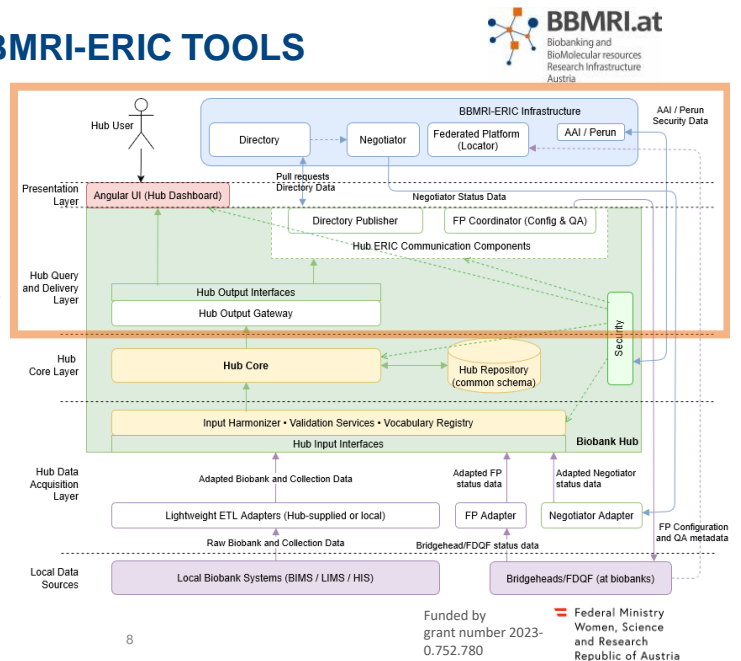 BMRI-ERIC TOOLS
BBMRI.at
Biobanking and
BioMolecular resources
Research Infrastructure
Austria
BBMRI-ERIC Infrastructure
AAI / Perun
Security Data
Hub User
Directory
Negotiator
Federated Platform
(Locator)
AAI / Perun
Pull requests
Directory Data
Presentation
Layer
Angular UI (Hub Dashboard)
Negotiator Status Data
Directory Publisher
FP Coordinator (Config & QA)
Hub ERIC Communication Components
Hub Query
and Delivery
Layer
Hub Output Interfaces
Hub Output Gateway
Security
Hub
Core Layer
Hub Core
Hub Repository
(common schema)
Input Harmonizer • Validation Services • Vocabulary Registry
Hub Input Interfaces
Biobank Hub
Hub Data
Acquisition
Layer
Adapted Biobank and Collection Data
Adapted FP
status data
Adapted Negotiator
status data
Lightweight ETL Adapters (Hub-supplied or local)
FP Adapter
Negotiator Adapter
Raw Biobank and Collection Data
Bridgehead/FDQF status data
FP Configuration
and QA metadata
Local Data
Sources
Local Biobank Systems (BIMS / LIMS / HIS)
Bridgeheads/FDQF (at biobanks)
8
Funded by
grant number 2023-
0.752.780
Federal Ministry
Women, Science
and Research
Republic of Austria